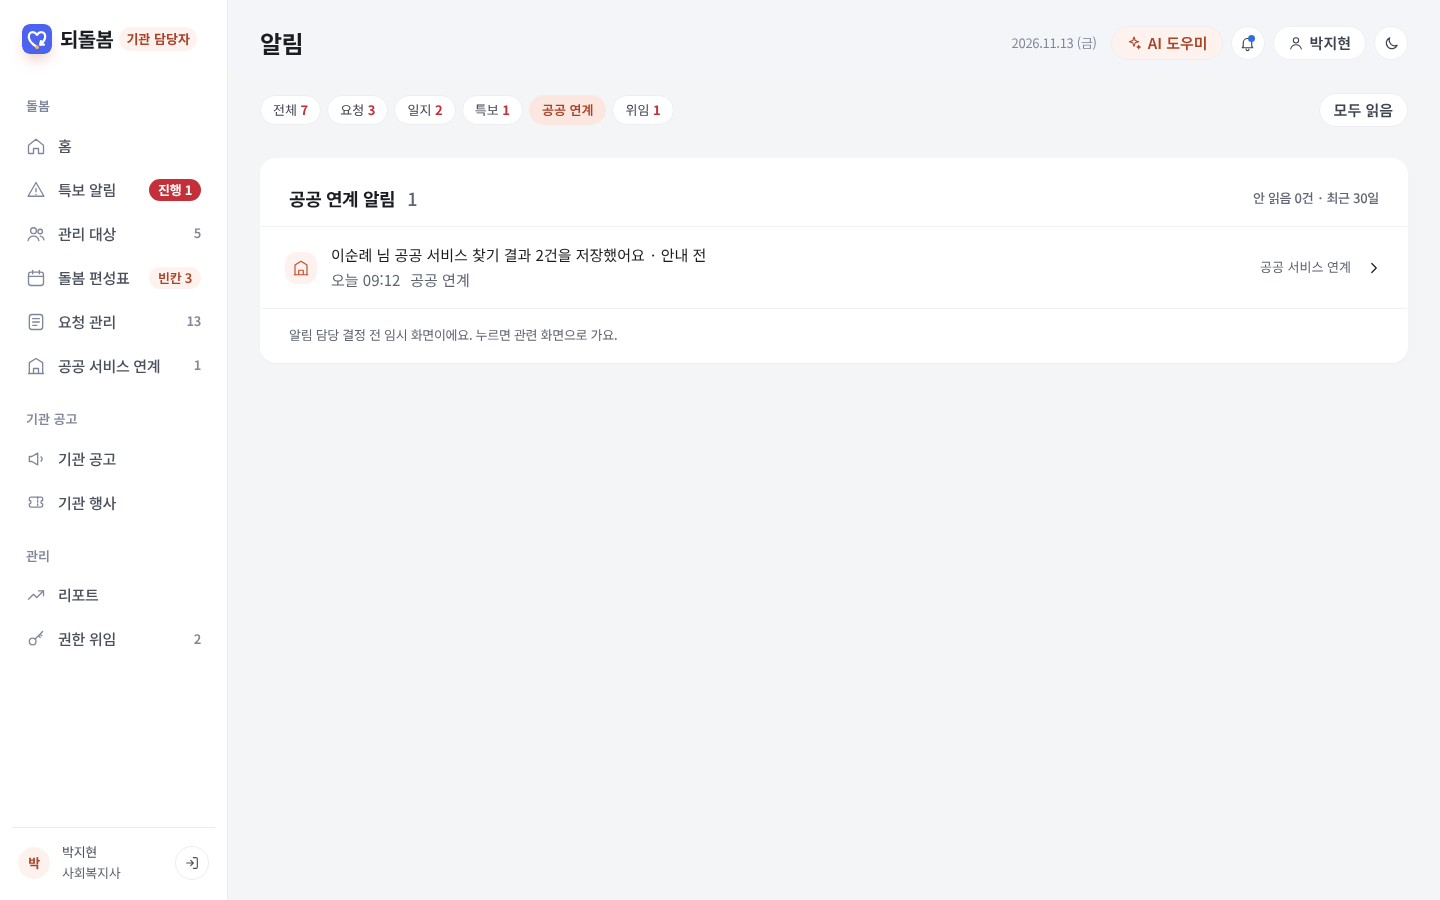 되돌봄 기관 담당자
돌봄
홈
특보 알림 진행 1
관리 대상 5
돌봄 편성표 빈칸 3
요청 관리 13
공공 서비스 연계 1
기관 공고
기관 공고
기관 행사
관리
리포트
권한 위임 2
박 박지현
사회복지사
알림
2026.11.13 (금) AI 도우미 박지현
전체 7 요청 3 일지 2 특보 1 공공 연계 위임 1 모두 읽음
공공 연계 알림 1
안 읽음 0건 · 최근 30일
이순례 님 공공 서비스 찾기 결과 2건을 저장했어요 · 안내 전
오늘 09:12 공공 연계
공공 서비스 연계
알림 담당 결정 전 임시 화면이에요. 누르면 관련 화면으로 가요.